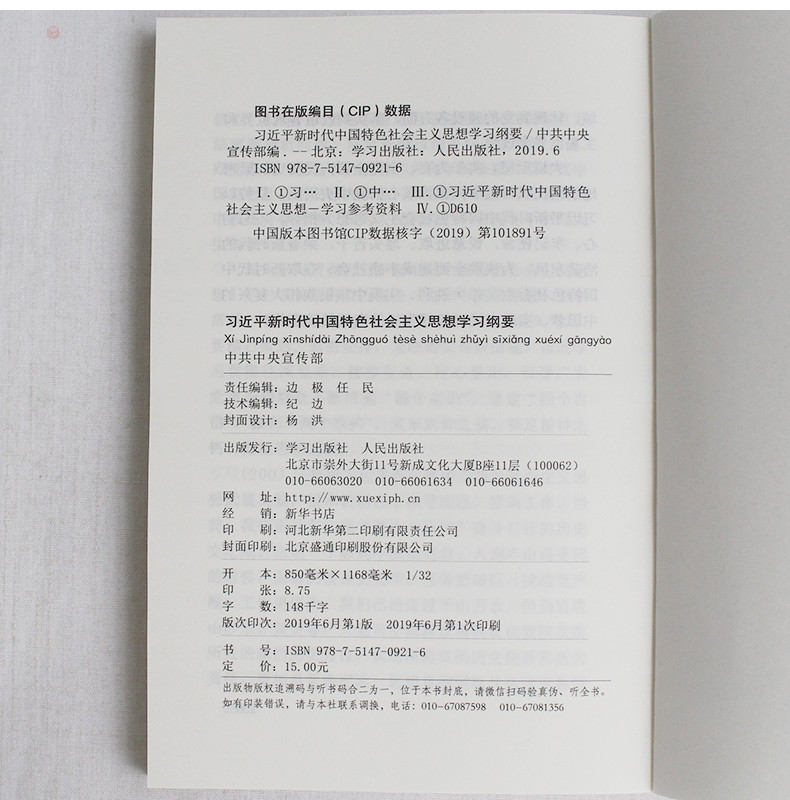 图书在版编目（CIP）数据
习近平新时代中国特色社会主义思想学习纲要/中共中央
宣传部编．--北京：学习出版社：人民出版社，2019.6
ISBN 978-7-5147-0921-6
Ⅰ．①习… Ⅱ．①中… Ⅲ．①习近平新时代中国特色
社会主义思想－学习参考资料 Ⅳ．①D610
中国版本图书馆CIP数据核字（2019）第101891号
习近平新时代中国特色社会主义思想学习纲要
Xí Jìnpíng xīnshídài Zhōngguó tèsè shèhuì zhǔyì sīxiǎng xuéxí gāngyào
中共中央宣传部
责任编辑：边 极 任 民
技术编辑：纪 边
封面设计：杨 洪
出版发行：学习出版社 人民出版社
北京市崇外大街11号新成文化大厦B座11层（100062）
010-66063020 010-66061634 010-66061646
网 址：http://www.xuexiph.cn
经 销：新华书店
印 刷：河北新华第二印刷有限责任公司
封面印刷：北京盛通印刷股份有限公司
开 本：850毫米×1168毫米 1/32
印 张：8.75
字 数：148千字
版次印次：2019年6月第1版 2019年6月第1次印刷
书 号：ISBN 978-7-5147-0921-6
定 价：15.00元
出版物版权追溯码与听书码合二为一，位于本书封底，请微信扫码验真伪、听全书。
如有印装错误，请与本社联系调换，电话：010-67087598 010-67081356